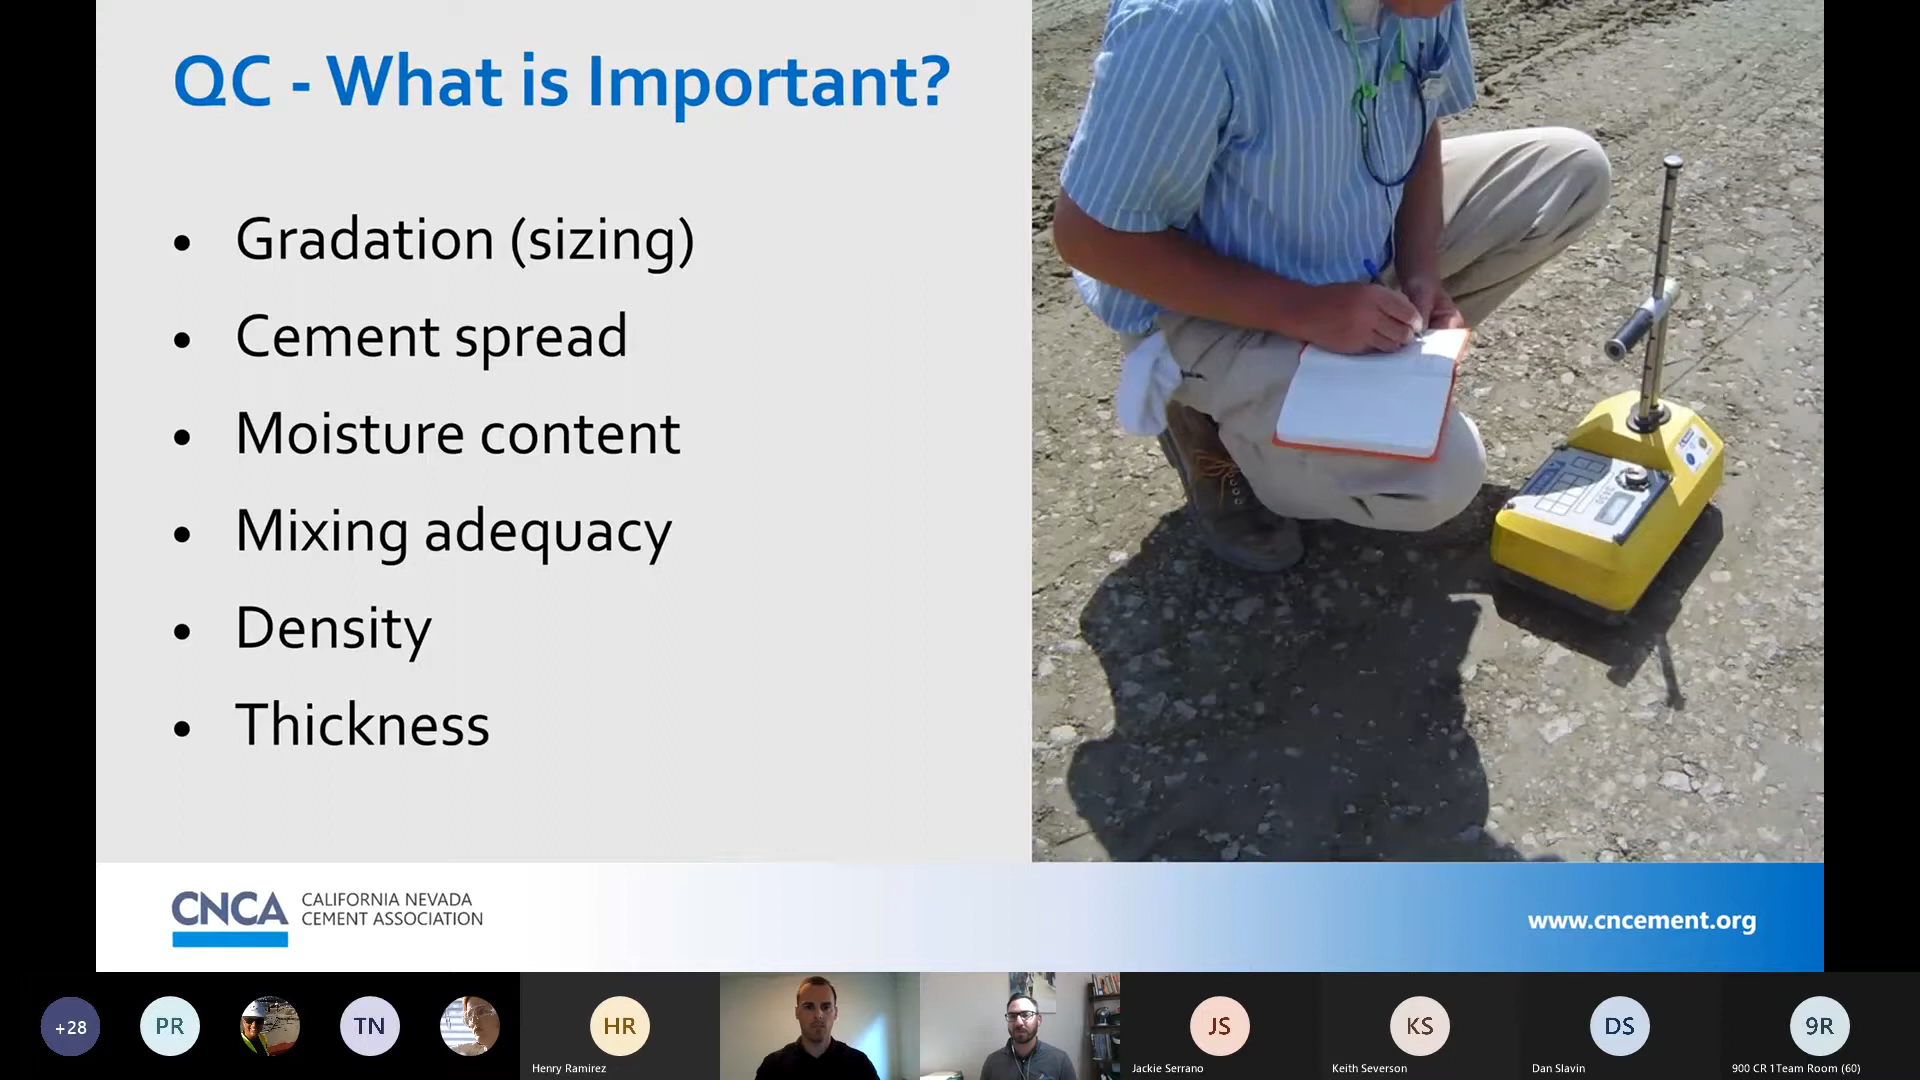 QC - What is Important?
• Gradation (sizing)
• Cement spread
• Moisture content
• Mixing adequacy
• Density
• Thickness
CNCA
CALIFORNIA NEVADA
CEMENT ASSOCIATION
www.cncement.org
+28
PR
TN
HR
Henry Ramirez
JS
Jackie Serrano
KS
Keith Severson
DS
Dan Slavin
9R
900 CR 1Team Room (60)